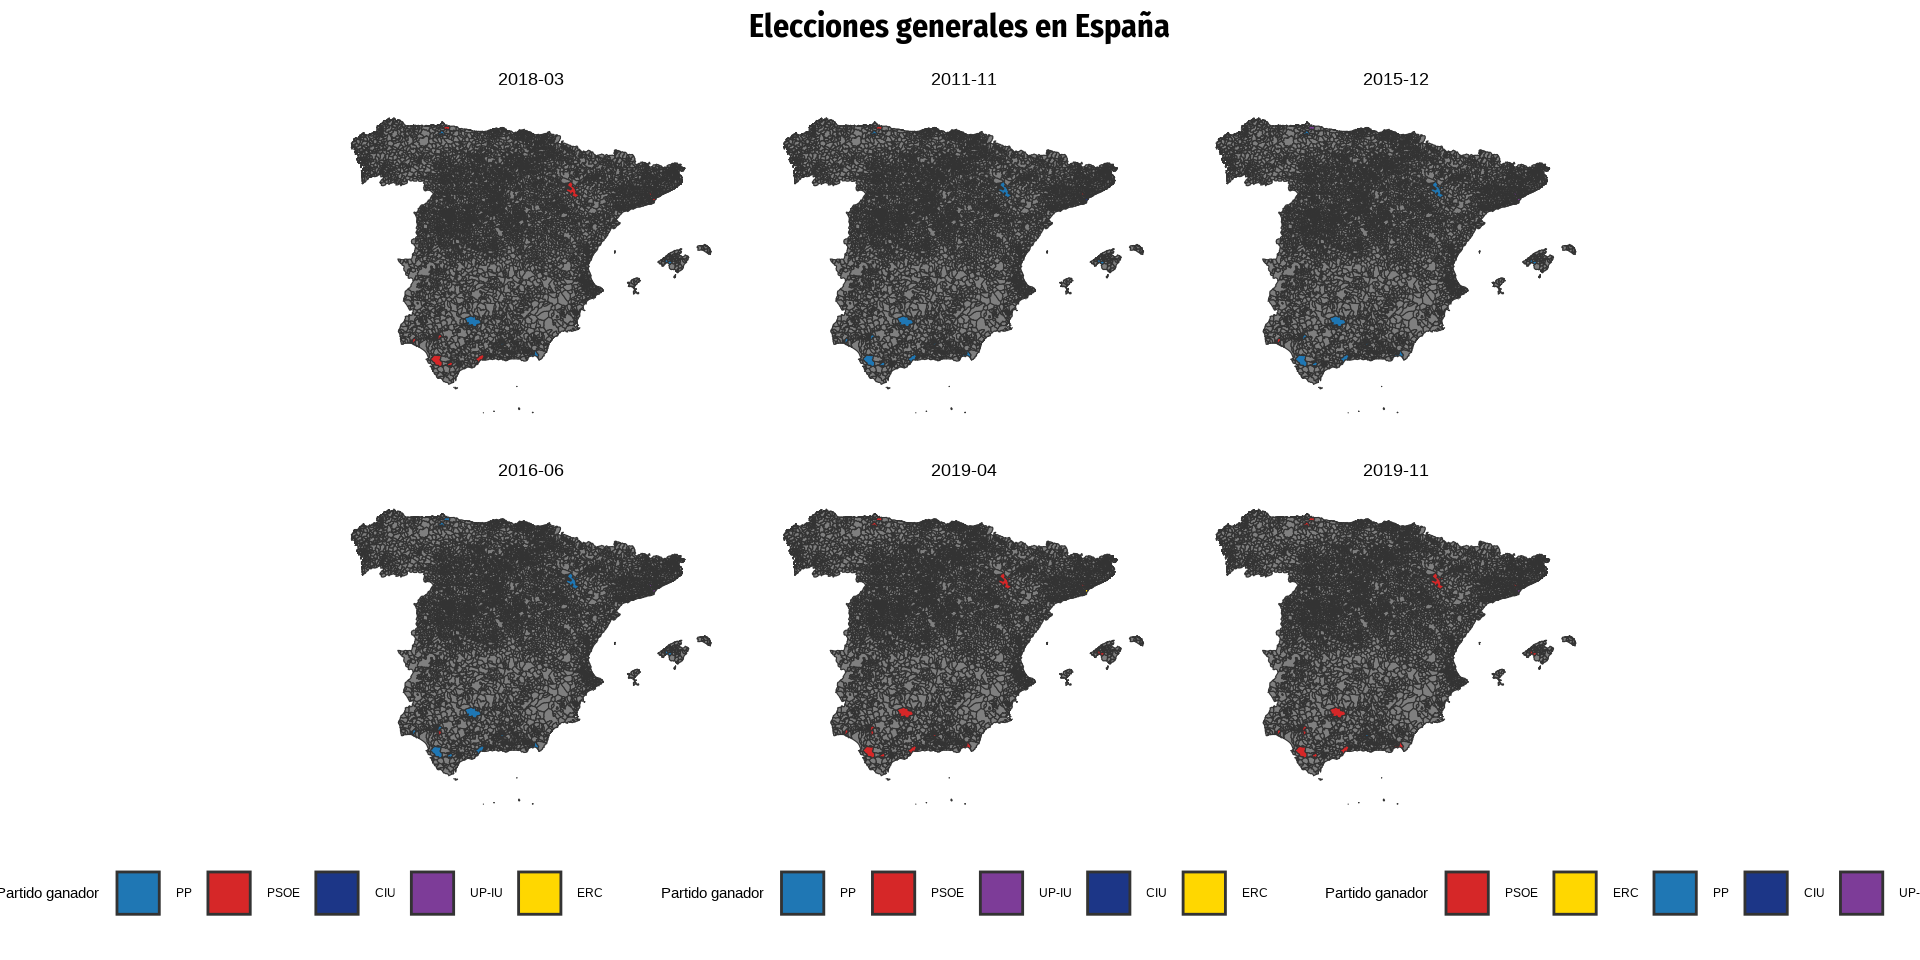 Elecciones generales en España
2018-03
2011-11
2015-12
2016-06
2019-04
2019-11
Partido ganador PP PSOE CIU UP-IU ERC
Partido ganador PP PSOE UP-IU CIU ERC
Partido ganador PSOE ERC PP CIU UP-